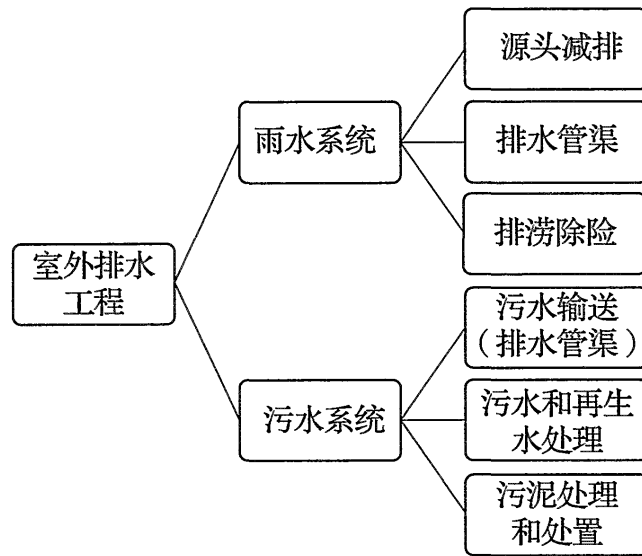 源头减排
雨水系统
排水管渠
排涝除险
室外排水
工程
污水输送
（排水管渠）
污水系统
污水和再生
水处理
污泥处理
和处置